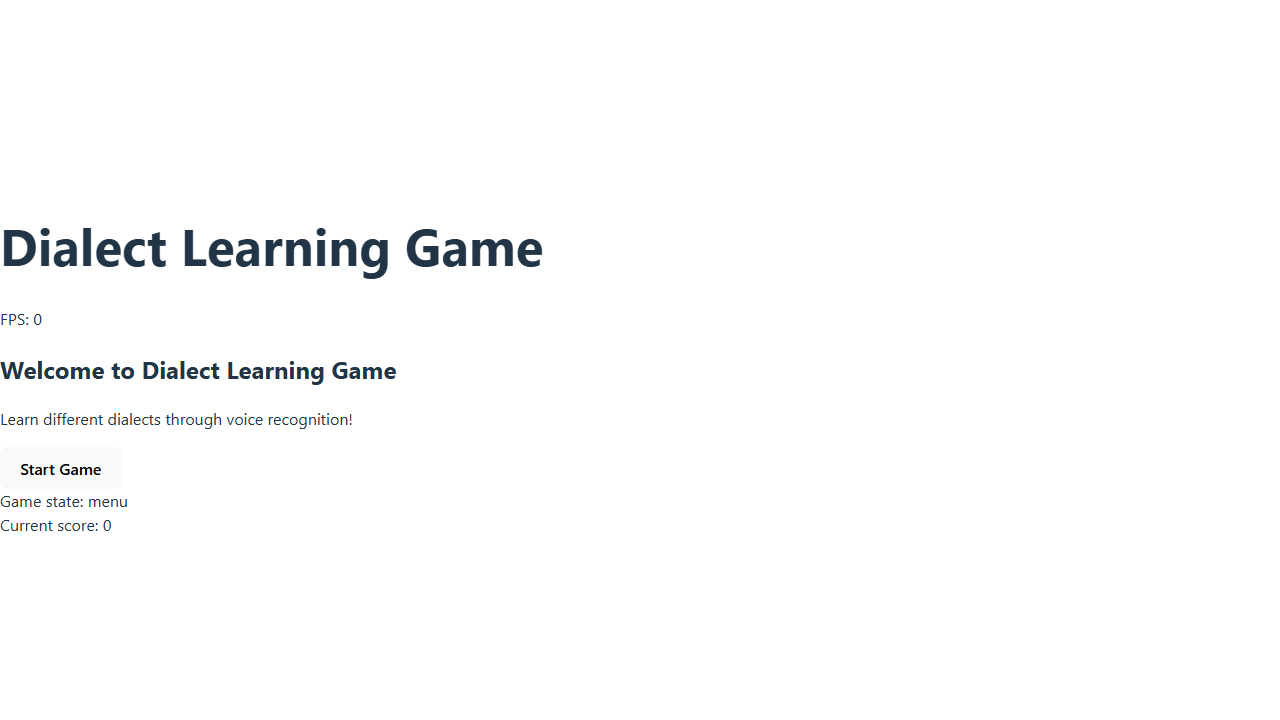 Dialect Learning Game
FPS: 0
Welcome to Dialect Learning Game
Learn different dialects through voice recognition!
Start Game
Game state: menu
Current score: 0